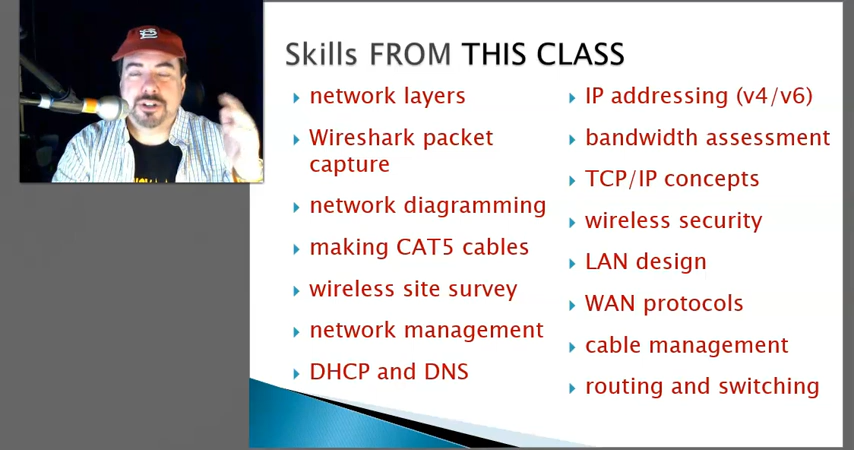 Skills FROM THIS CLASS
network layers
Wireshark packet
capture
network diagramming
making CAT5 cables
wireless site survey
network management
DHCP and DNS
IP addressing (v4/v6)
bandwidth assessment
TCP/IP concepts
wireless security
LAN design
WAN protocols
cable management
routing and switching